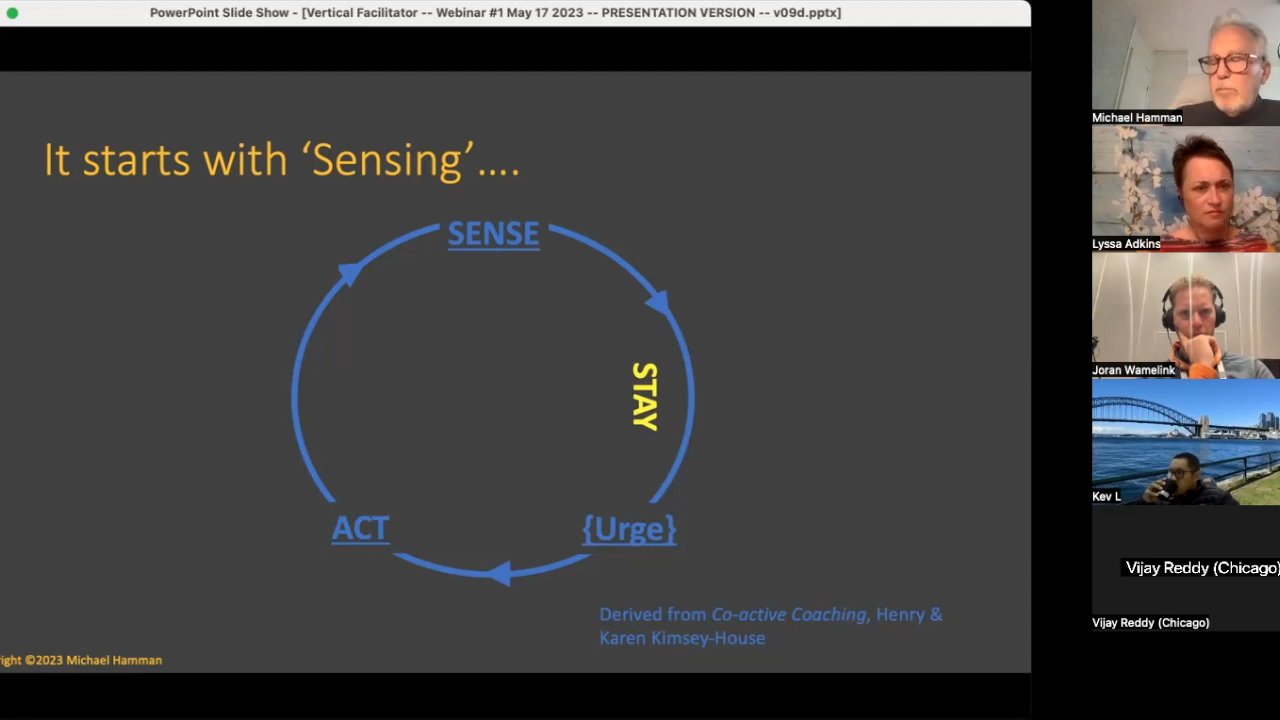 PowerPoint Slide Show - [Vertical Facilitator -- Webinar #1 May 17 2023 -- PRESENTATION VERSION -- v09d.pptx]
It starts with ‘Sensing’....
SENSE
STAY
{Urge}
ACT
Derived from Co-active Coaching, Henry &
Karen Kimsey-House
right ©2023 Michael Hamman
Michael Hamman
Lyssa Adkins
Joran Wamelink
Kev L
Vijay Reddy (Chicago)
Vijay Reddy (Chicago)